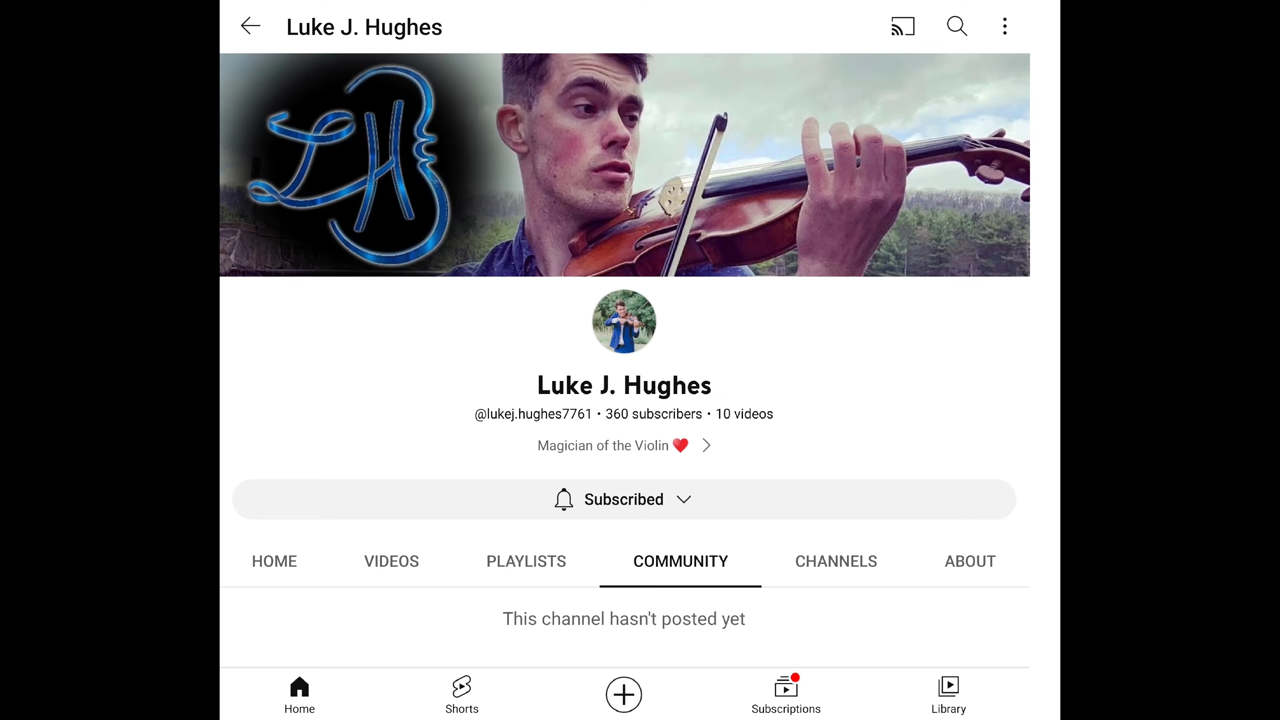 Luke J. Hughes
LH
Luke J. Hughes
@lukej.hughes7761 • 360 subscribers • 10 videos
Magician of the Violin ❤️
Subscribed
HOME VIDEOS PLAYLISTS COMMUNITY CHANNELS ABOUT
This channel hasn't posted yet
Home Shorts Subscriptions Library